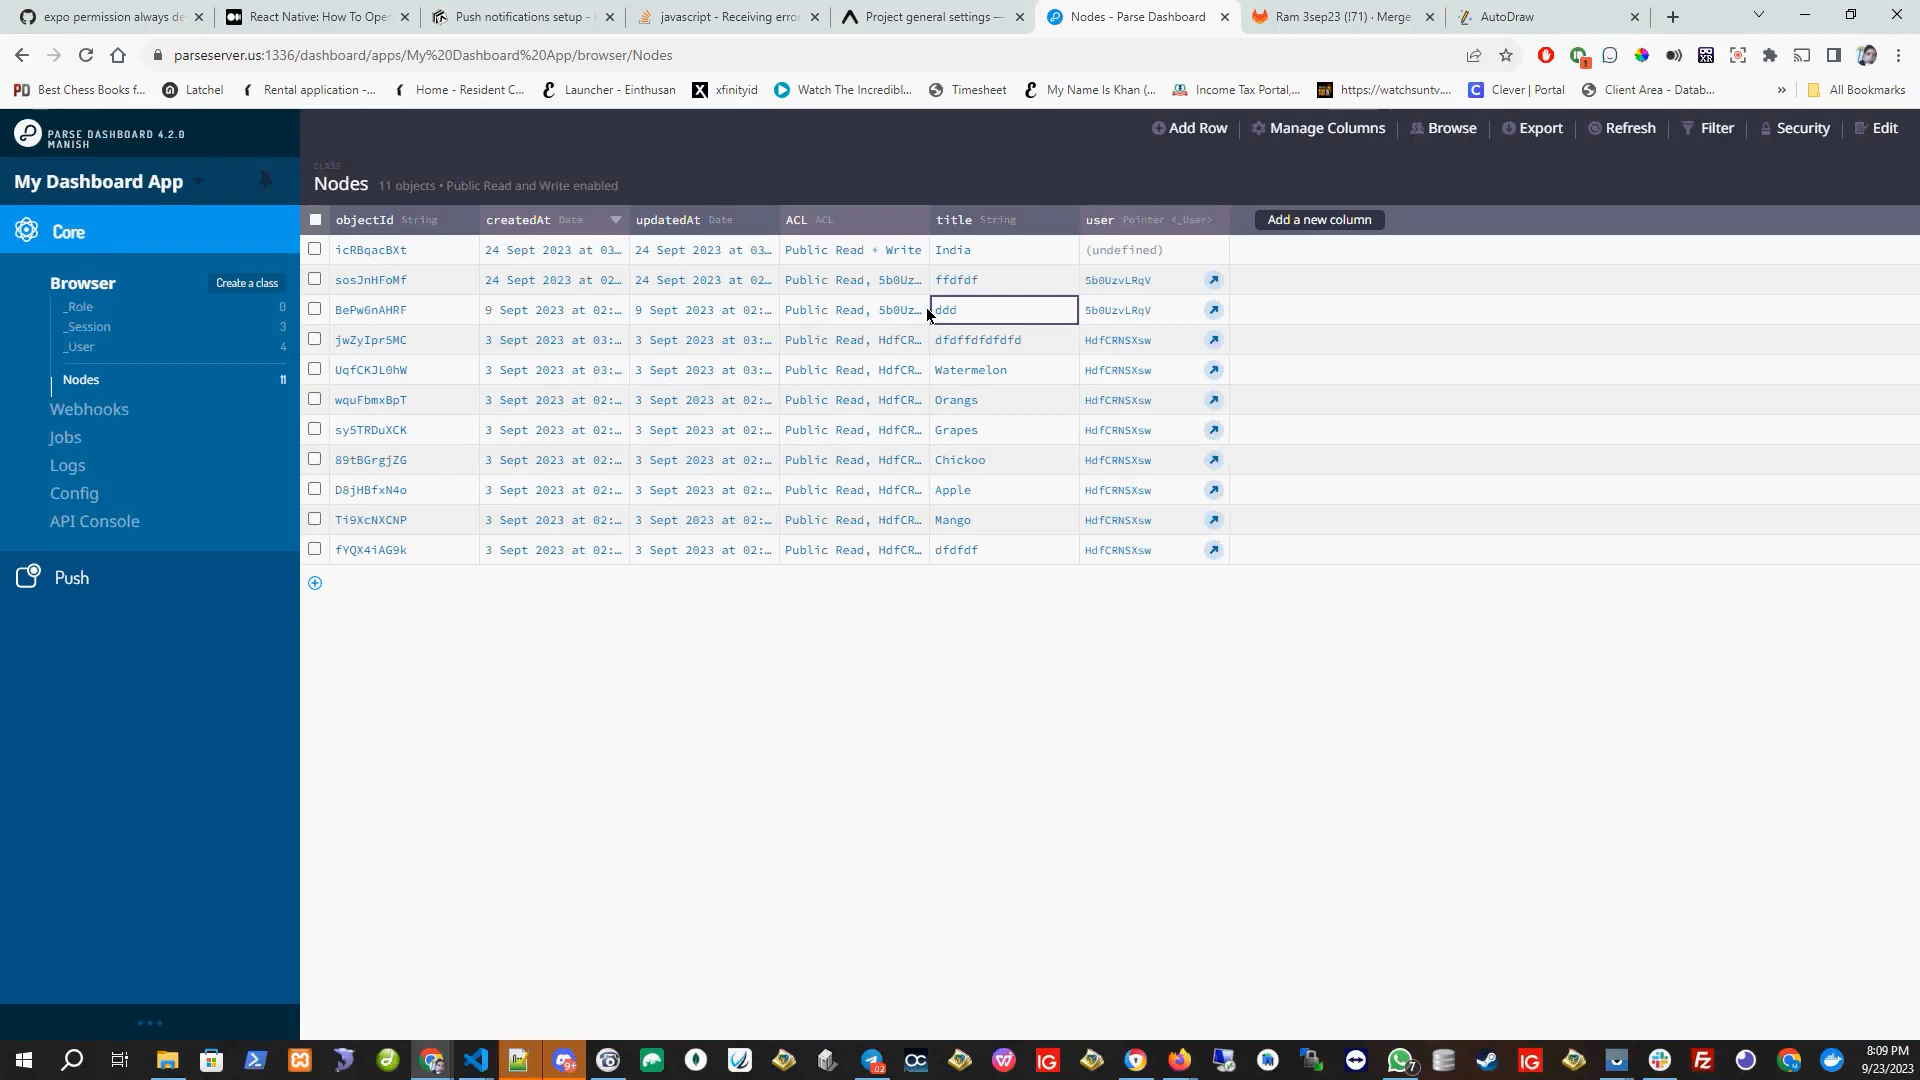 expo permission always de
React Native: How To Oper
Push notifications setup - E
javascript - Receiving erro
Project general settings —
Nodes - Parse Dashboard
Ram 3sep23 (!71) · Merge
AutoDraw
parseserver.us:1336/dashboard/apps/My%20Dashboard%20App/browser/Nodes
Best Chess Books f...
Latchel
Rental application -...
Home - Resident C...
Launcher - Einthusan
xfinityid
Watch The Incredibl...
Timesheet
My Name Is Khan (...
Income Tax Portal,...
https://watchsuntv....
Clever | Portal
Client Area - Datab...
»
All Bookmarks
PARSE DASHBOARD 4.2.0
MANISH
Add Row
Manage Columns
Browse
Export
Refresh
Filter
Security
Edit
My Dashboard App
CLASS
Nodes 11 objects • Public Read and Write enabled
Core
Browser
Create a class
_Role 0
_Session 3
_User 4
Nodes 11
Webhooks
Jobs
Logs
Config
API Console
Push
objectId String createdAt Date updatedAt Date ACL ACL title String user Pointer <_User> Add a new column
icRBqacBXt 24 Sept 2023 at 03… 24 Sept 2023 at 03… Public Read + Write India (undefined)
sosJnHFoMf 24 Sept 2023 at 02… 24 Sept 2023 at 02… Public Read, 5b0Uz… ffdfdf 5b0UzvLRqV
BePw6nAHRF 9 Sept 2023 at 02:… 9 Sept 2023 at 02:… Public Read, 5b0Uz… ddd 5b0UzvLRqV
jwZyIpr5MC 3 Sept 2023 at 03:… 3 Sept 2023 at 03:… Public Read, HdfCR… dfdffdfdfdfd HdfCRNSXsw
UqfCKJL0hW 3 Sept 2023 at 03:… 3 Sept 2023 at 03:… Public Read, HdfCR… Watermelon HdfCRNSXsw
wquFbmxBpT 3 Sept 2023 at 02:… 3 Sept 2023 at 02:… Public Read, HdfCR… Orangs HdfCRNSXsw
sy5TRDuXCK 3 Sept 2023 at 02:… 3 Sept 2023 at 02:… Public Read, HdfCR… Grapes HdfCRNSXsw
89tBGrgjZG 3 Sept 2023 at 02:… 3 Sept 2023 at 02:… Public Read, HdfCR… Chickoo HdfCRNSXsw
D8jHBfxN4o 3 Sept 2023 at 02:… 3 Sept 2023 at 02:… Public Read, HdfCR… Apple HdfCRNSXsw
Ti9XcNXCNP 3 Sept 2023 at 02:… 3 Sept 2023 at 02:… Public Read, HdfCR… Mango HdfCRNSXsw
fYQX4iAG9k 3 Sept 2023 at 02:… 3 Sept 2023 at 02:… Public Read, HdfCR… dfdfdf HdfCRNSXsw
8:09 PM
9/23/2023